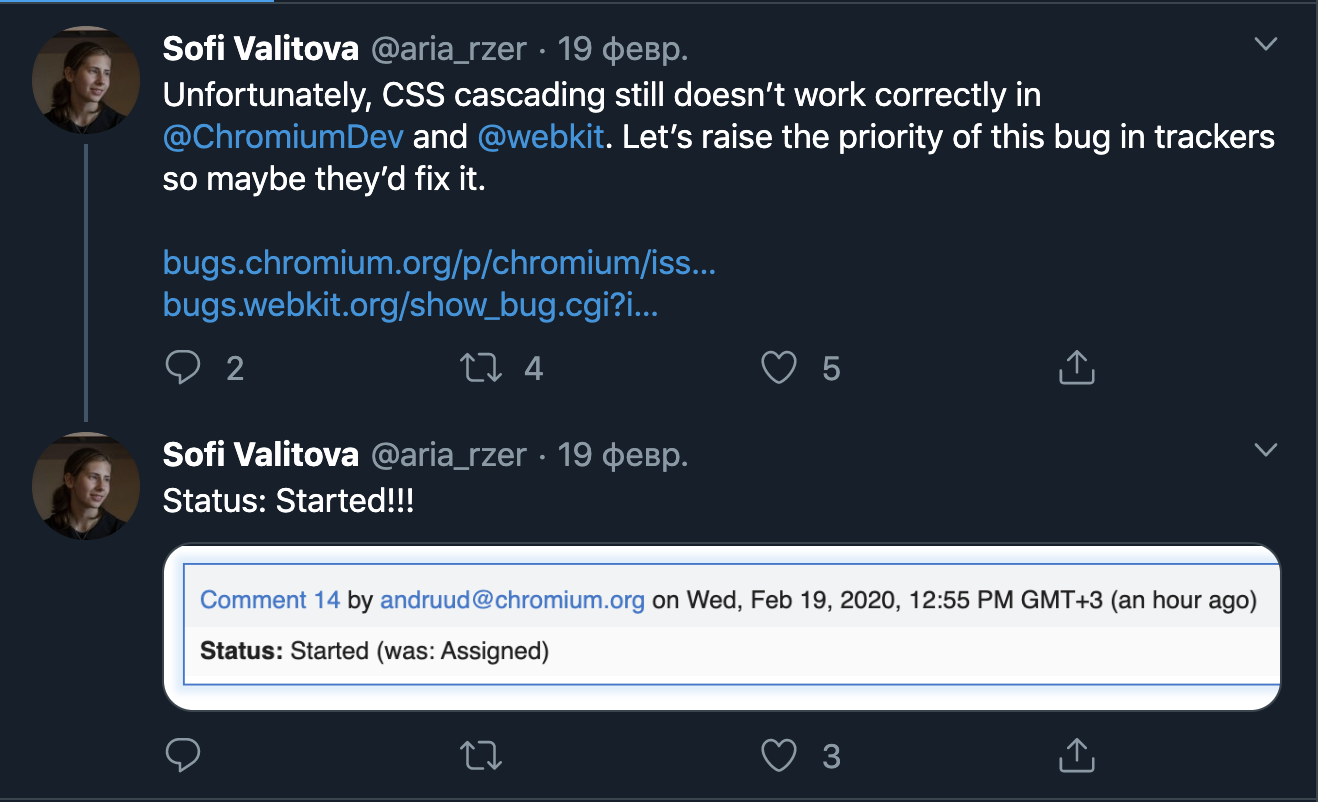 Sofi Valitova @aria_rzer · 19 февр.
Unfortunately, CSS cascading still doesn’t work correctly in
@ChromiumDev and @webkit. Let’s raise the priority of this bug in trackers
so maybe they’d fix it.
bugs.chromium.org/p/chromium/iss...
bugs.webkit.org/show_bug.cgi?i...
2 4 5
Sofi Valitova @aria_rzer · 19 февр.
Status: Started!!!
Comment 14 by andruud@chromium.org on Wed, Feb 19, 2020, 12:55 PM GMT+3 (an hour ago)
Status: Started (was: Assigned)
3